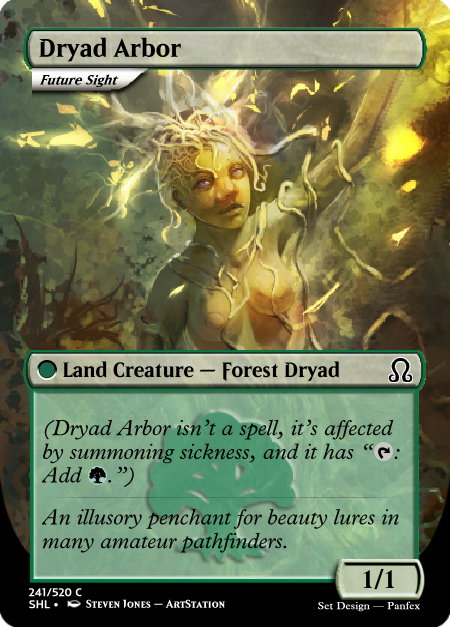 Dryad Arbor
Future Sight
Land Creature — Forest Dryad
(Dryad Arbor isn't a spell, it's affected
by summoning sickness, and it has “:
Add .”)
An illusory penchant for beauty lures in
many amateur pathfinders.
1/1
241/520 C
SHL • Steven Jones — ArtStation
Set Design — Panfex